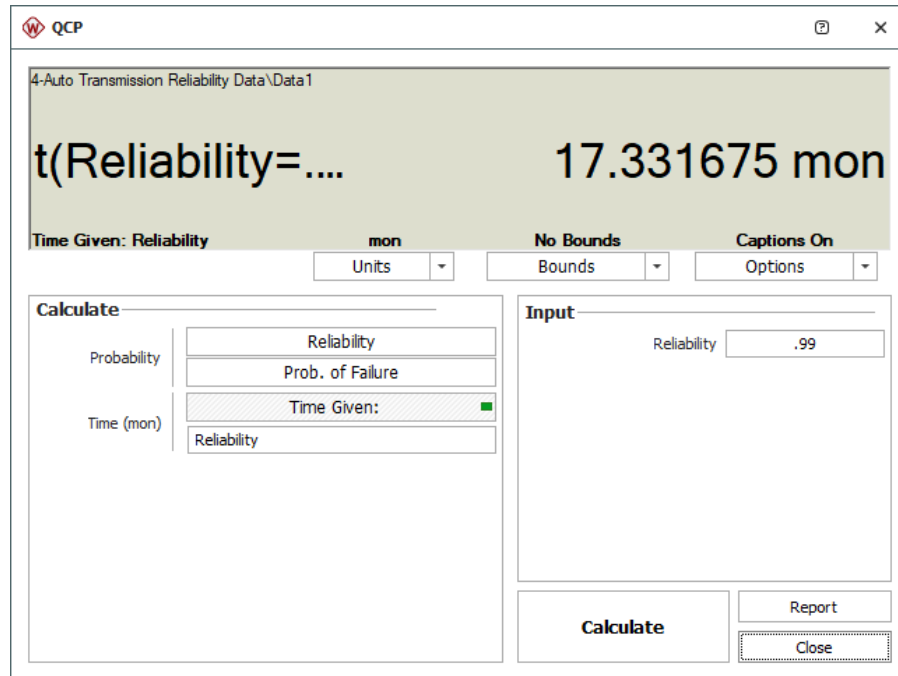 QCP
4-Auto Transmission Reliability Data\Data1
t(Reliability=.... 17.331675 mon
Time Given: Reliability mon No Bounds Captions On
Units Bounds Options
Calculate
Probability
Reliability
Prob. of Failure
Time (mon)
Time Given:
Reliability
Input
Reliability .99
Calculate
Report
Close